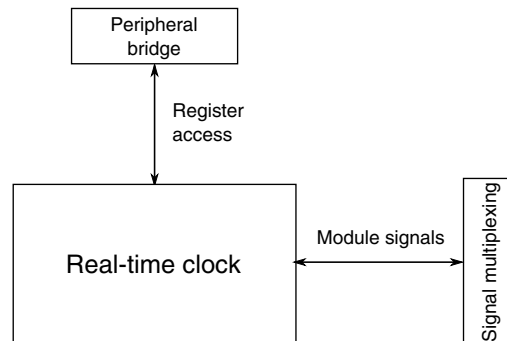 Peripheral
bridge
Register
access
Real-time clock
Module signals
Signal multiplexing